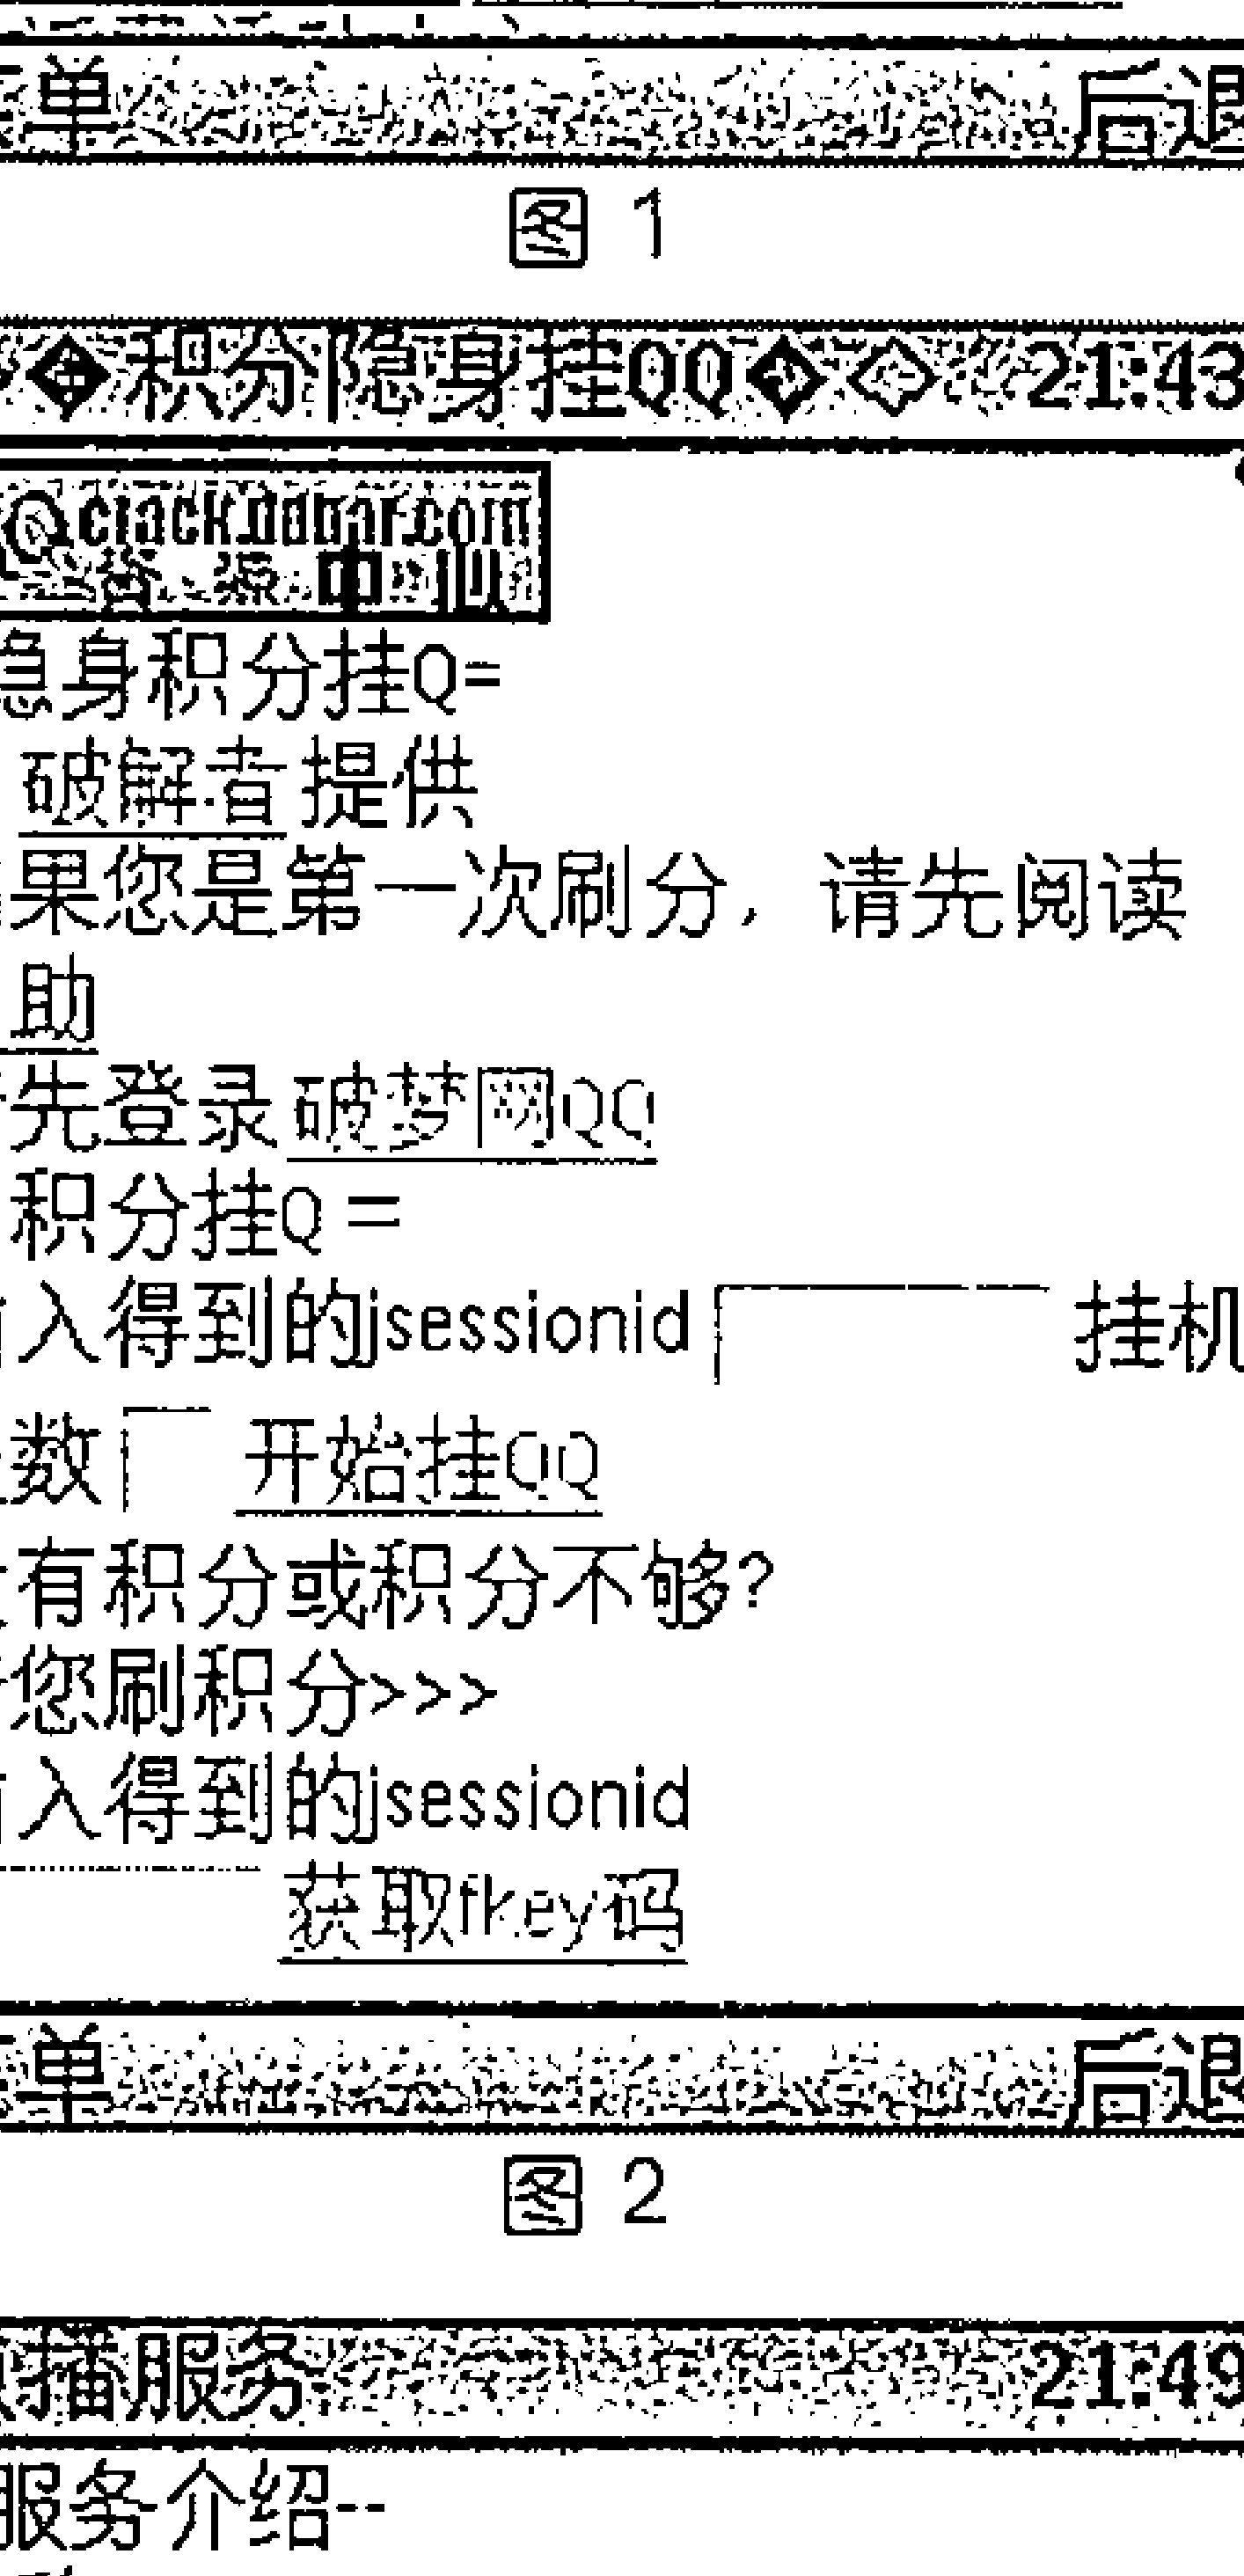 单 后退
图 1
积分|隐身挂QQ 21:43
隐身积分挂Q=
破解者提供
果您是第一次刷分，请先阅读
助
先登录破梦网QQ
积分挂Q=
入得到的jsessionid 挂机
数 开始挂QQ
有积分或积分不够?
您刷积分>>>
入得到的jsessionid
获取fkey码
单 后退
图 2
播服务 21:49
服务介绍--